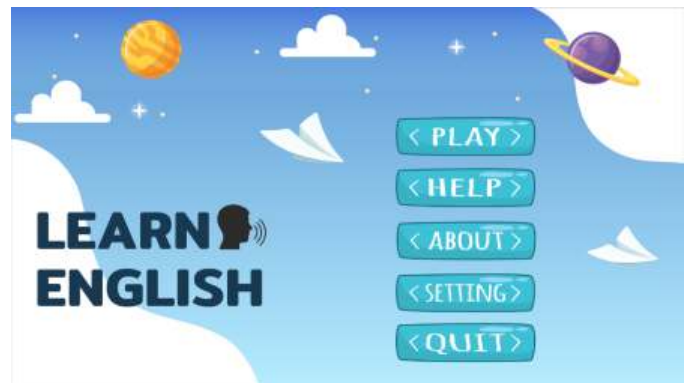 LEARN
ENGLISH
< PLAY >
< HELP >
< ABOUT >
< SETTING >
< QUIT >